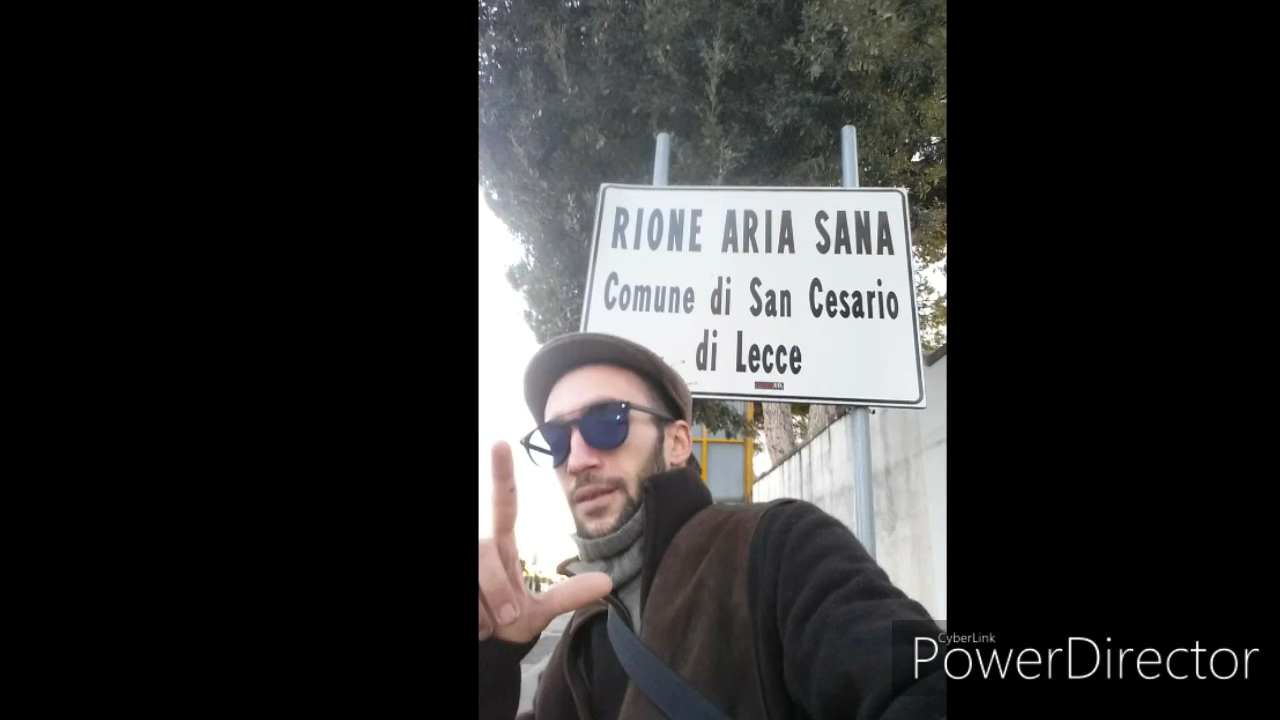 RIONE ARIA SANA
Comune di San Cesario
di Lecce
CyberLink
PowerDirector